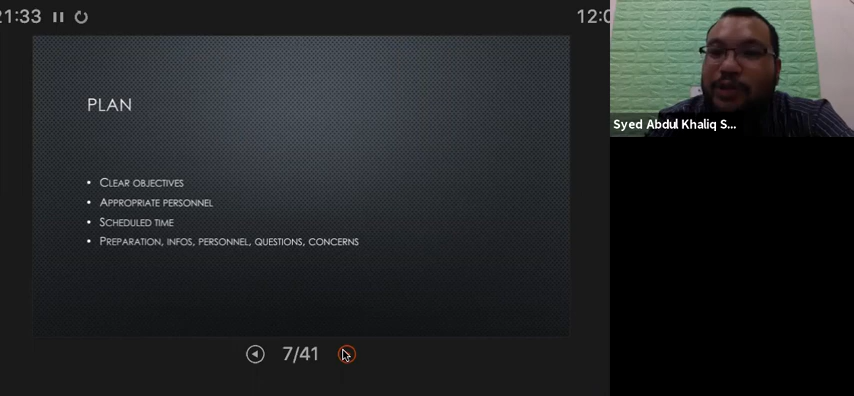 21:33
12:0
PLAN
• CLEAR OBJECTIVES
• APPROPRIATE PERSONNEL
• SCHEDULED TIME
• PREPARATION, INFOS, PERSONNEL, QUESTIONS, CONCERNS
7/41
Syed Abdul Khaliq S...